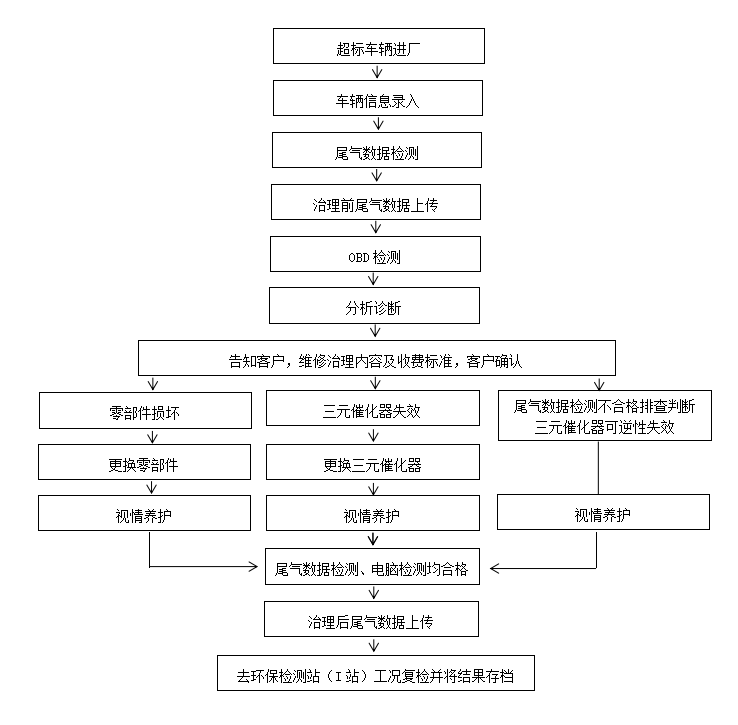 超标车辆进厂
车辆信息录入
尾气数据检测
治理前尾气数据上传
OBD 检测
分析诊断
告知客户，维修治理内容及收费标准，客户确认
零部件损坏
三元催化器失效
尾气数据检测不合格排查判断
三元催化器可逆性失效
更换零部件
更换三元催化器
视情养护
视情养护
视情养护
尾气数据检测、电脑检测均合格
治理后尾气数据上传
去环保检测站（I 站）工况复检并将结果存档